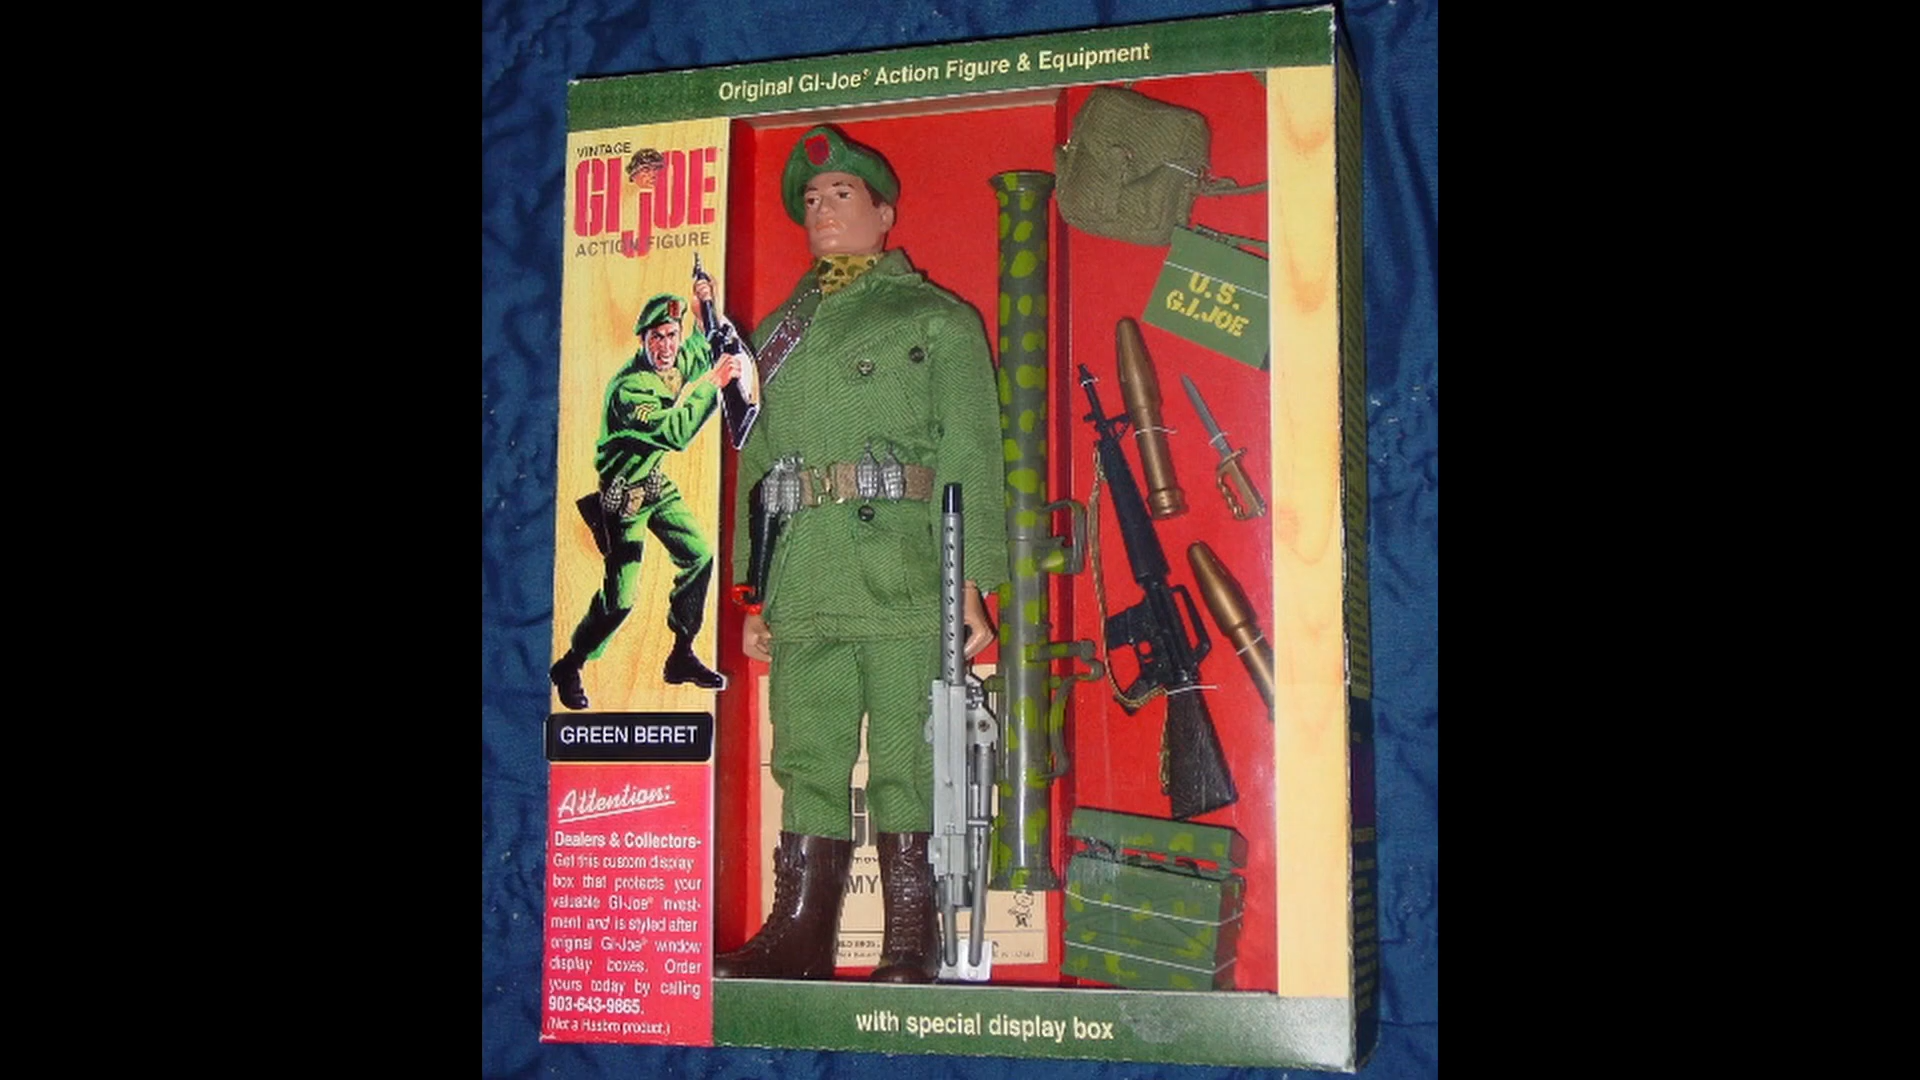 Original GI-Joe® Action Figure & Equipment
VINTAGE
GI JOE
ACTION FIGURE
U.S.
G.I. JOE
GREEN BERET
Attention:
Dealers & Collectors-
Get this custom display
box that protects your
valuable GI-Joe® invest-
ment and is styled after
original GI-Joe® window
display boxes. Order
yours today by calling
903-643-9865.
(Not a Hasbro product.)
with special display box